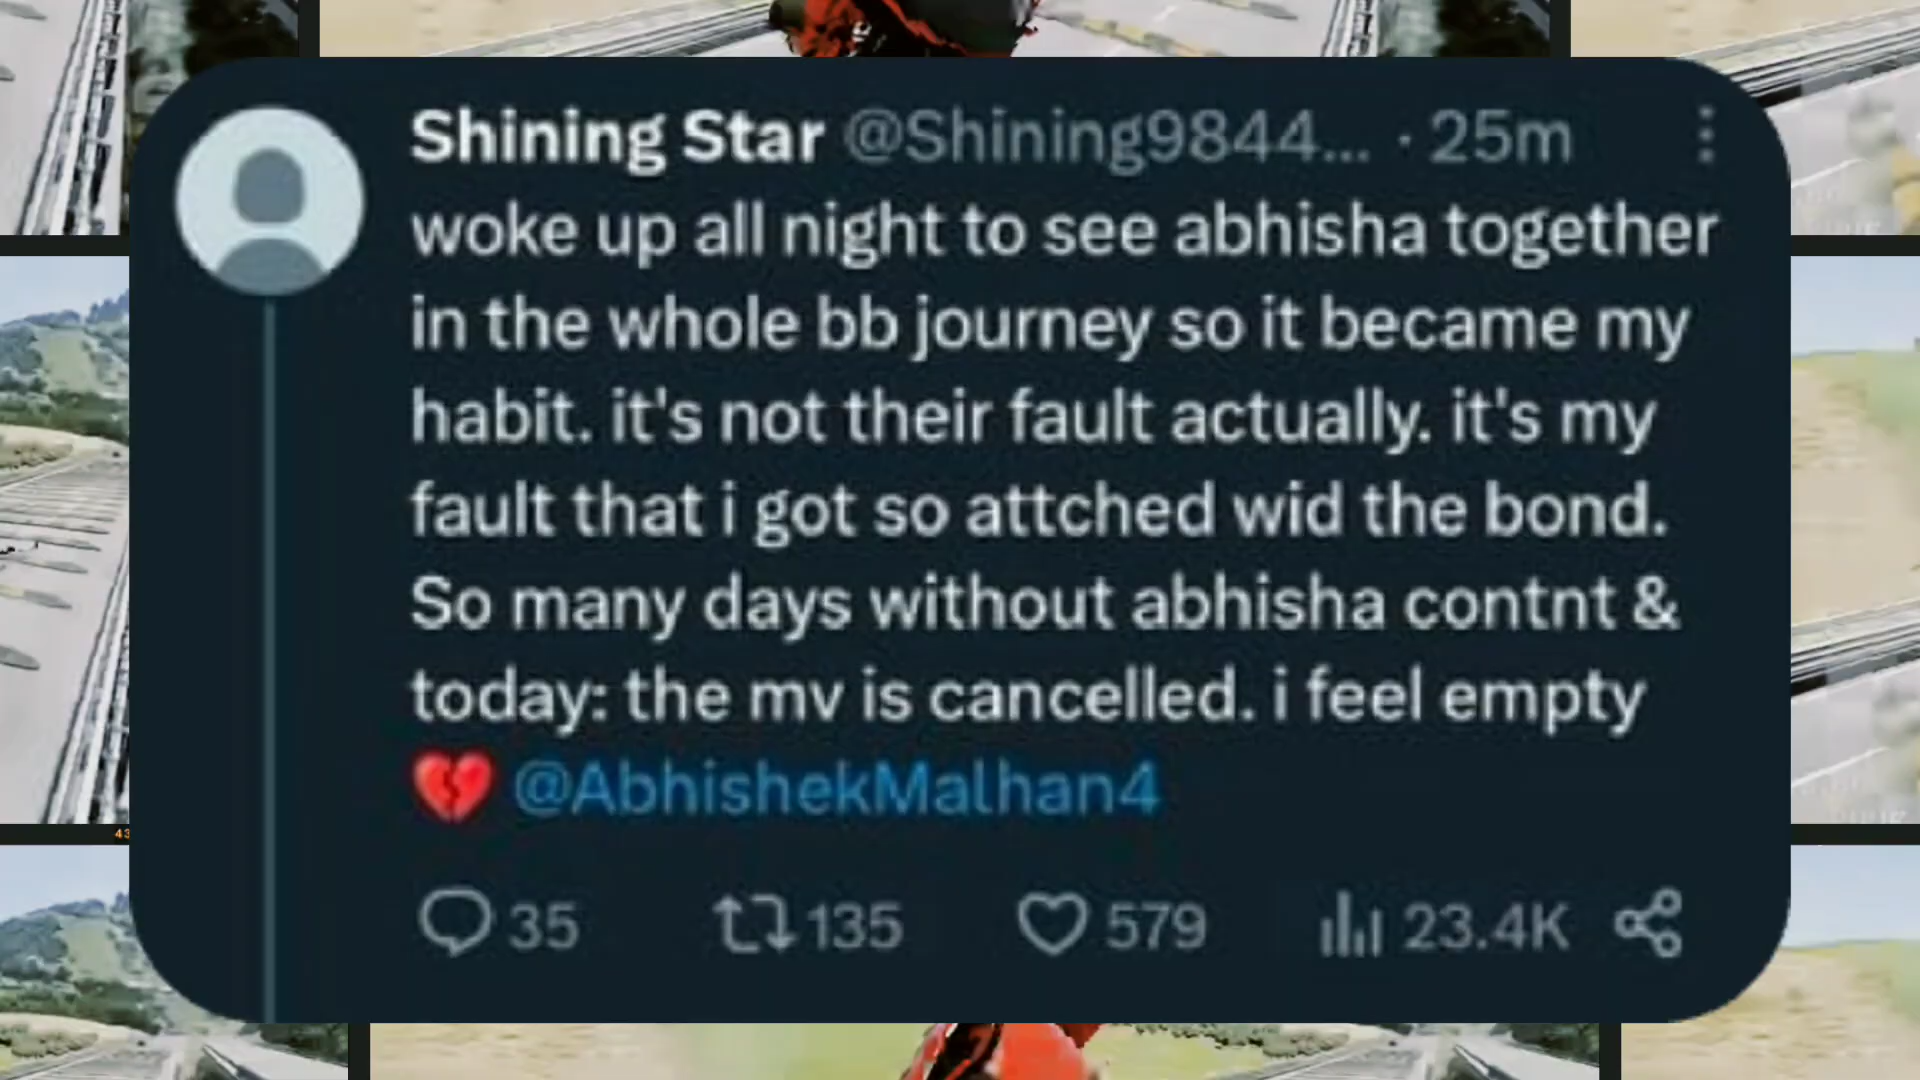 Shining Star @Shining9844... · 25m
woke up all night to see abhisha together
in the whole bb journey so it became my
habit. it's not their fault actually. it's my
fault that i got so attched wid the bond.
So many days without abhisha contnt &
today: the mv is cancelled. i feel empty
💔 @AbhishekMalhan4
35 135 579 23.4K
43